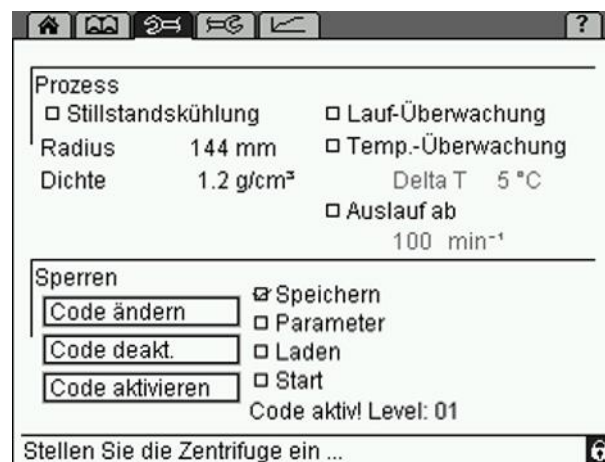 ?
Prozess
Stillstandskühlung
Lauf-Überwachung
Radius 144 mm
Temp.-Überwachung
Dichte 1.2 g/cm³
Delta T 5 °C
Auslauf ab
100 min⁻¹
Sperren
Code ändern
Code deakt.
Code aktivieren
Speichern
Parameter
Laden
Start
Code aktiv! Level: 01
Stellen Sie die Zentrifuge ein ...